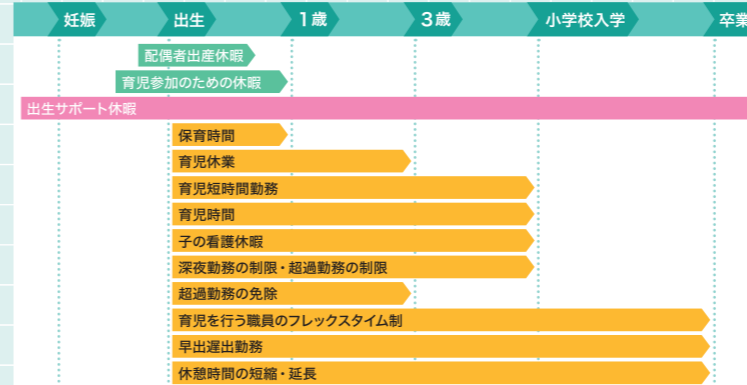 妊娠 出生 1歳 3歳 小学校入学 卒業
配偶者出産休暇
育児参加のための休暇
出生サポート休暇
保育時間
育児休業
育児短時間勤務
育児時間
子の看護休暇
深夜勤務の制限・超過勤務の制限
超過勤務の免除
育児を行う職員のフレックスタイム制
早出遅出勤務
休憩時間の短縮・延長